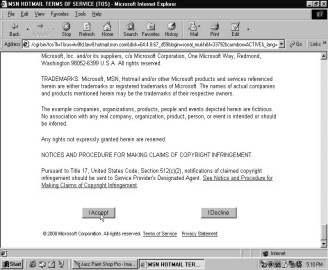 MSN HOTMAIL TERMS OF SERVICE (TOS) - Microsoft Internet Explorer
File Edit View Favorites Tools Help
Back Stop Refresh Home Search Favorites History Mail Print Edit
Address Go Links
Microsoft, Inc. and/or its suppliers, c/o Microsoft Corporation, One Microsoft Way, Redmond,
Washington 98052-6399 U.S.A. All rights reserved.
TRADEMARKS. Microsoft, MSN, Hotmail and/or other Microsoft products and services referenced
herein are either trademarks or registered trademarks of Microsoft. The names of actual companies
and products mentioned herein may be the trademarks of their respective owners.
The example companies, organizations, products, people and events depicted herein are fictitious.
No association with any real company, organization, product, person, or event is intended or should
be inferred.
Any rights not expressly granted herein are reserved.
NOTICES AND PROCEDURE FOR MAKING CLAIMS OF COPYRIGHT INFRINGEMENT.
Pursuant to Title 17, United States Code, Section 512(c)(2), notifications of claimed copyright
infringement should be sent to Service Provider's Designated Agent. See Notice and Procedure for
Making Claims of Copyright Infringement.
I Accept I Decline
© 2000 Microsoft Corporation. All rights reserved. Terms of Service Privacy Statement
Internet
Start Jasc Paint Shop Pro - Ima... MSN HOTMAIL TER... 5:10 PM